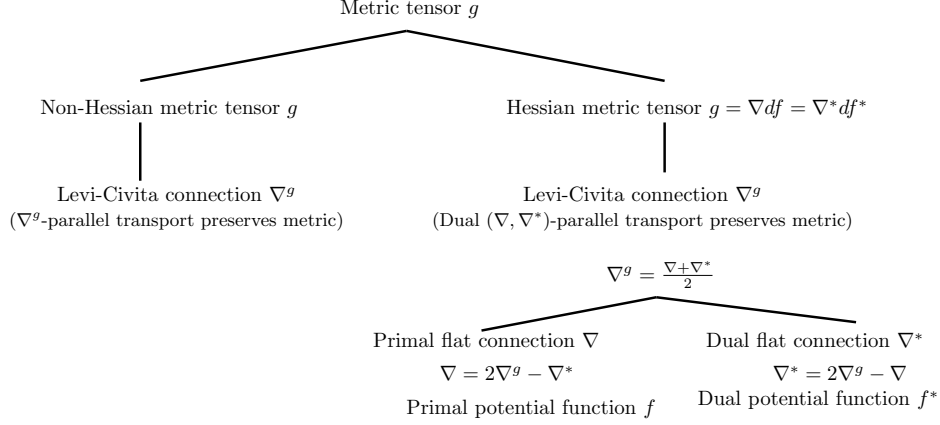 Metric tensor g
Non-Hessian metric tensor g
Hessian metric tensor g = ∇df = ∇*df*
Levi-Civita connection ∇ᵍ
(∇ᵍ-parallel transport preserves metric)
Levi-Civita connection ∇ᵍ
(Dual (∇, ∇*)-parallel transport preserves metric)
∇ᵍ = (∇+∇*)/2
Primal flat connection ∇
Dual flat connection ∇*
∇ = 2∇ᵍ − ∇*
∇* = 2∇ᵍ − ∇
Primal potential function f
Dual potential function f*